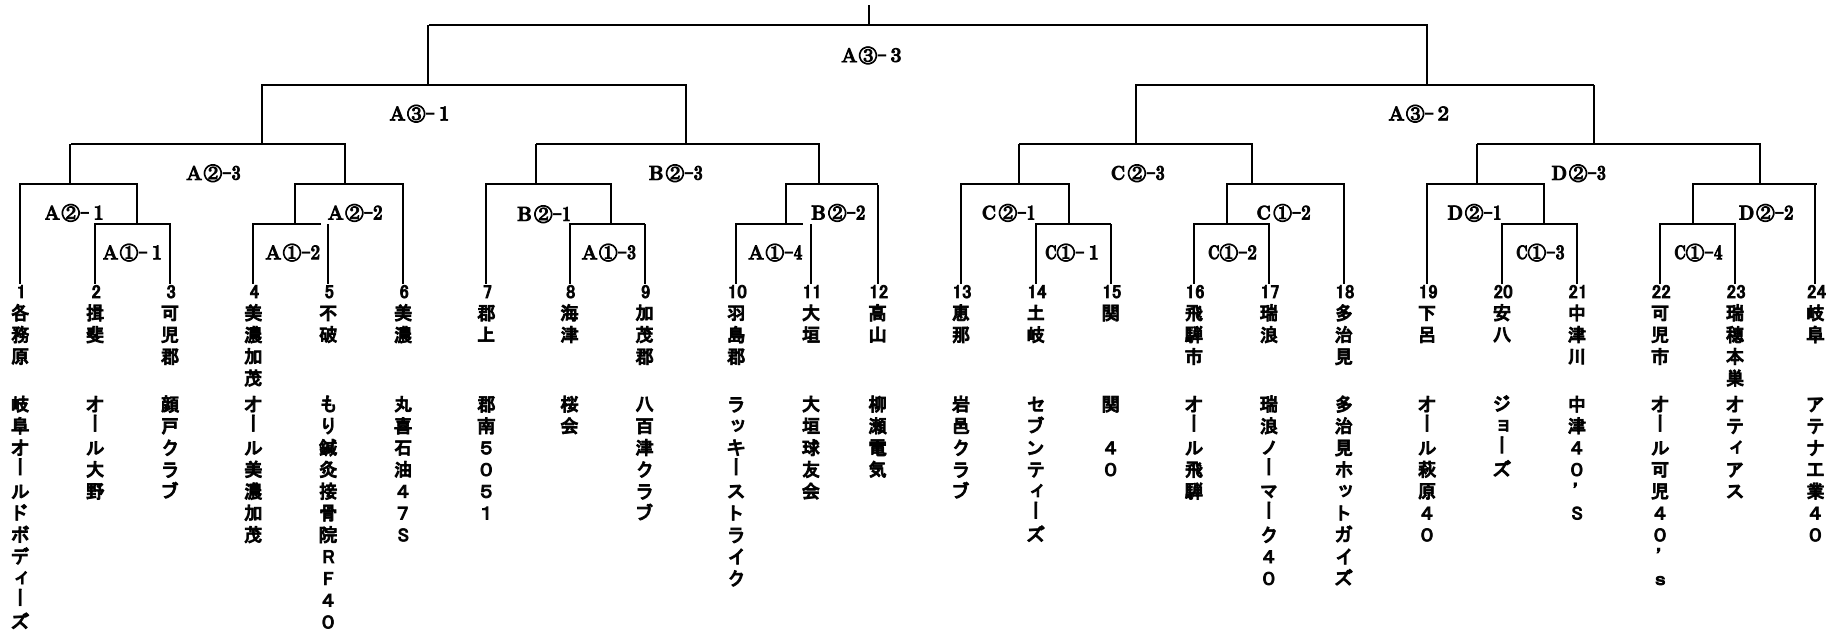 A③-3
A③-1
A③-2
A②-3
B②-3
C②-3
D②-3
A②-1
A②-2
B②-1
B②-2
C②-1
C①-2
D②-1
D②-2
A①-1
A①-2
A①-3
A①-4
C①-1
C①-2
C①-3
C①-4
1
各務原 岐阜オールドボディーズ
2
揖斐 オール大野
3
可児郡 顔戸クラブ
4
美濃加茂 オール美濃加茂
5
不破 もり鍼灸接骨院RF40
6
美濃 丸喜石油47S
7
郡上 郡南5051
8
海津 桜会
9
加茂郡 八百津クラブ
10
羽島郡 ラッキーストライク
11
大垣 大垣球友会
12
高山 柳瀬電気
13
恵那 岩邑クラブ
14
土岐 セブンティーズ
15
関 関 40
16
飛騨市 オール飛騨
17
瑞浪 瑞浪ノーマーク40
18
多治見 多治見ホットガイズ
19
下呂 オール萩原40
20
安八 ジョーズ
21
中津川 中津40’S
22
可児市 オール可児40’s
23
瑞穂本巣 オティアス
24
岐阜 アテナ工業40